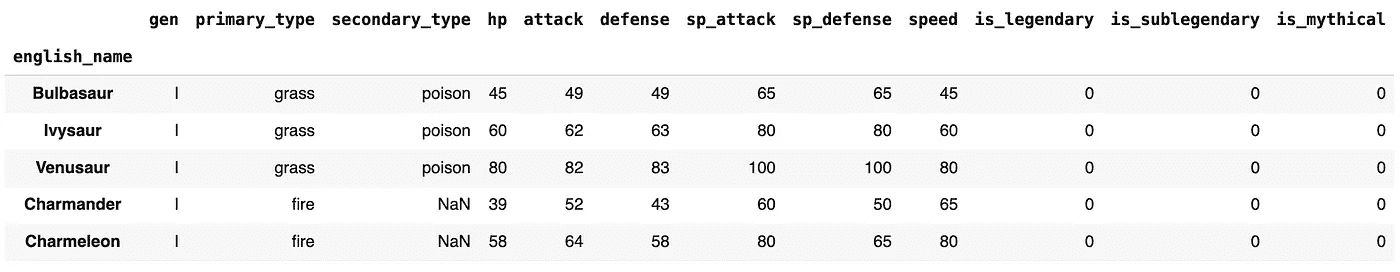 gen primary_type secondary_type hp attack defense sp_attack sp_defense speed is_legendary is_sublegendary is_mythical
english_name
Bulbasaur I grass poison 45 49 49 65 65 45 0 0 0
Ivysaur I grass poison 60 62 63 80 80 60 0 0 0
Venusaur I grass poison 80 82 83 100 100 80 0 0 0
Charmander I fire NaN 39 52 43 60 50 65 0 0 0
Charmeleon I fire NaN 58 64 58 80 65 80 0 0 0